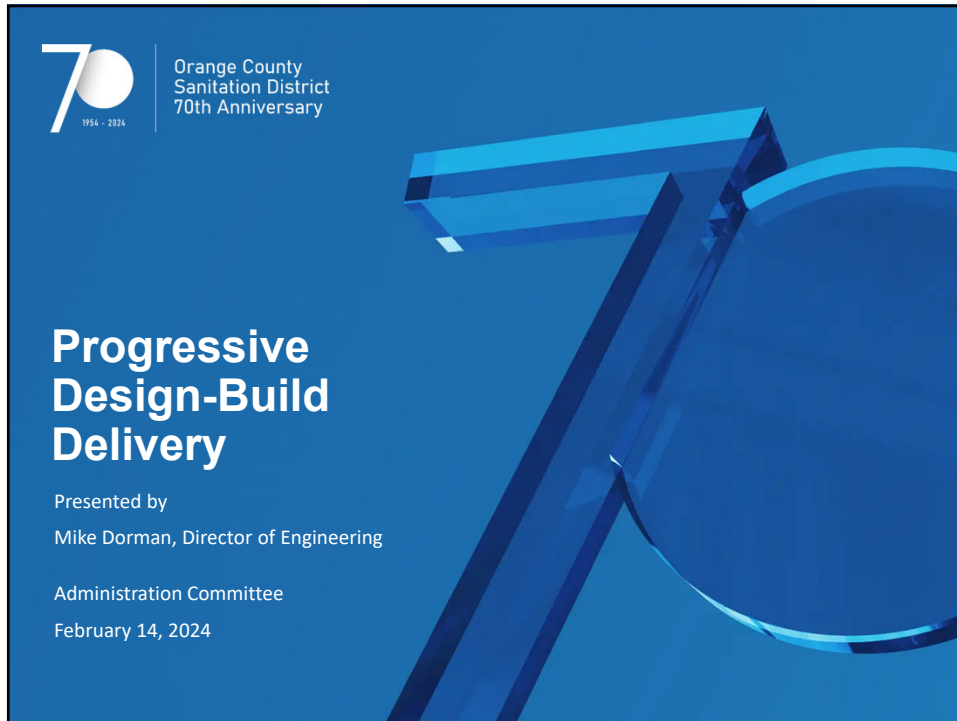 70
1954 - 2024
Orange County
Sanitation District
70th Anniversary
Progressive
Design-Build
Delivery
Presented by
Mike Dorman, Director of Engineering
Administration Committee
February 14, 2024